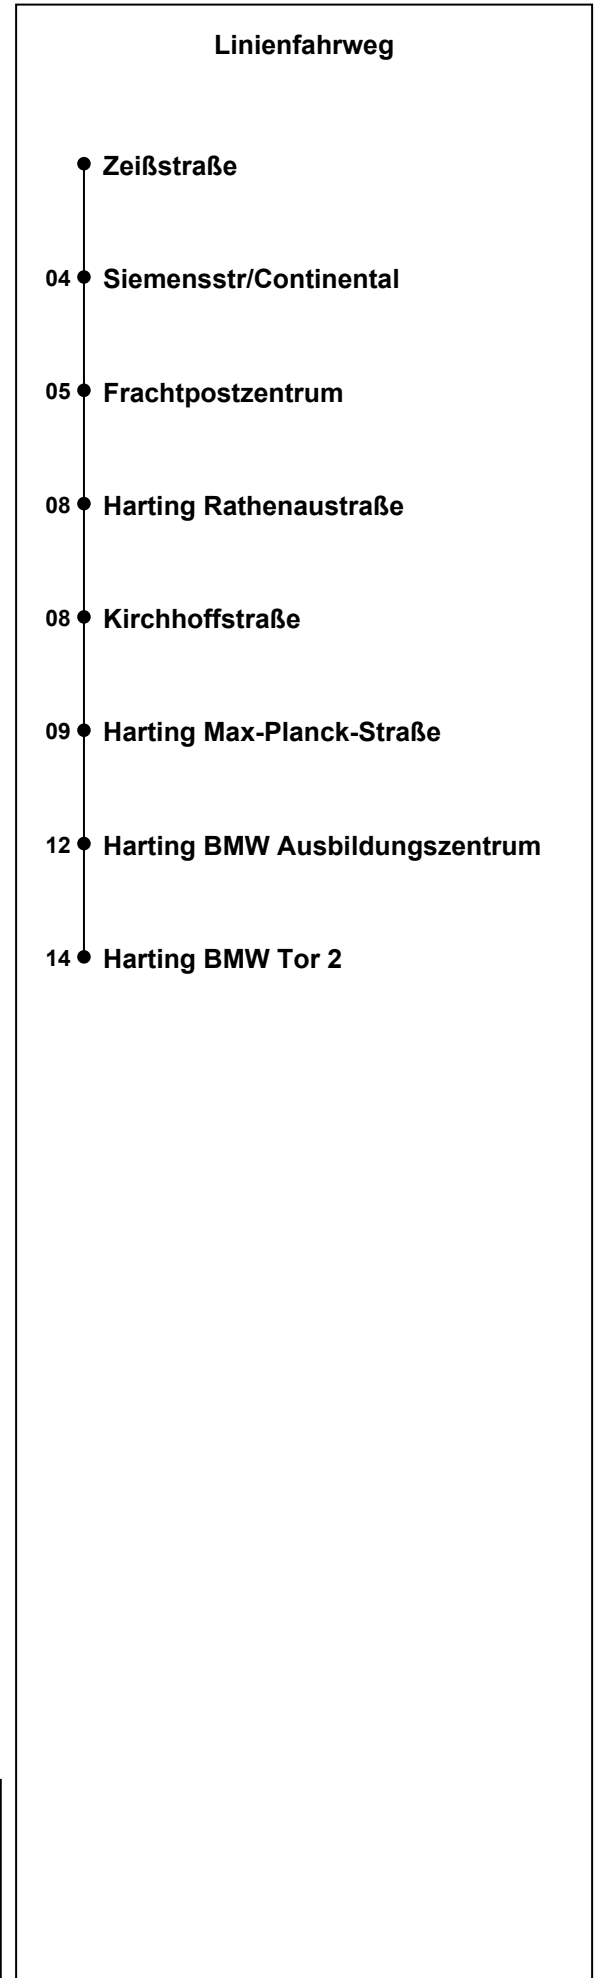 Linienfahrweg
Zeißstraße
04 Siemensstr/Continental
05 Frachtpostzentrum
08 Harting Rathenaustraße
08 Kirchhoffstraße
09 Harting Max-Planck-Straße
12 Harting BMW Ausbildungszentrum
14 Harting BMW Tor 2